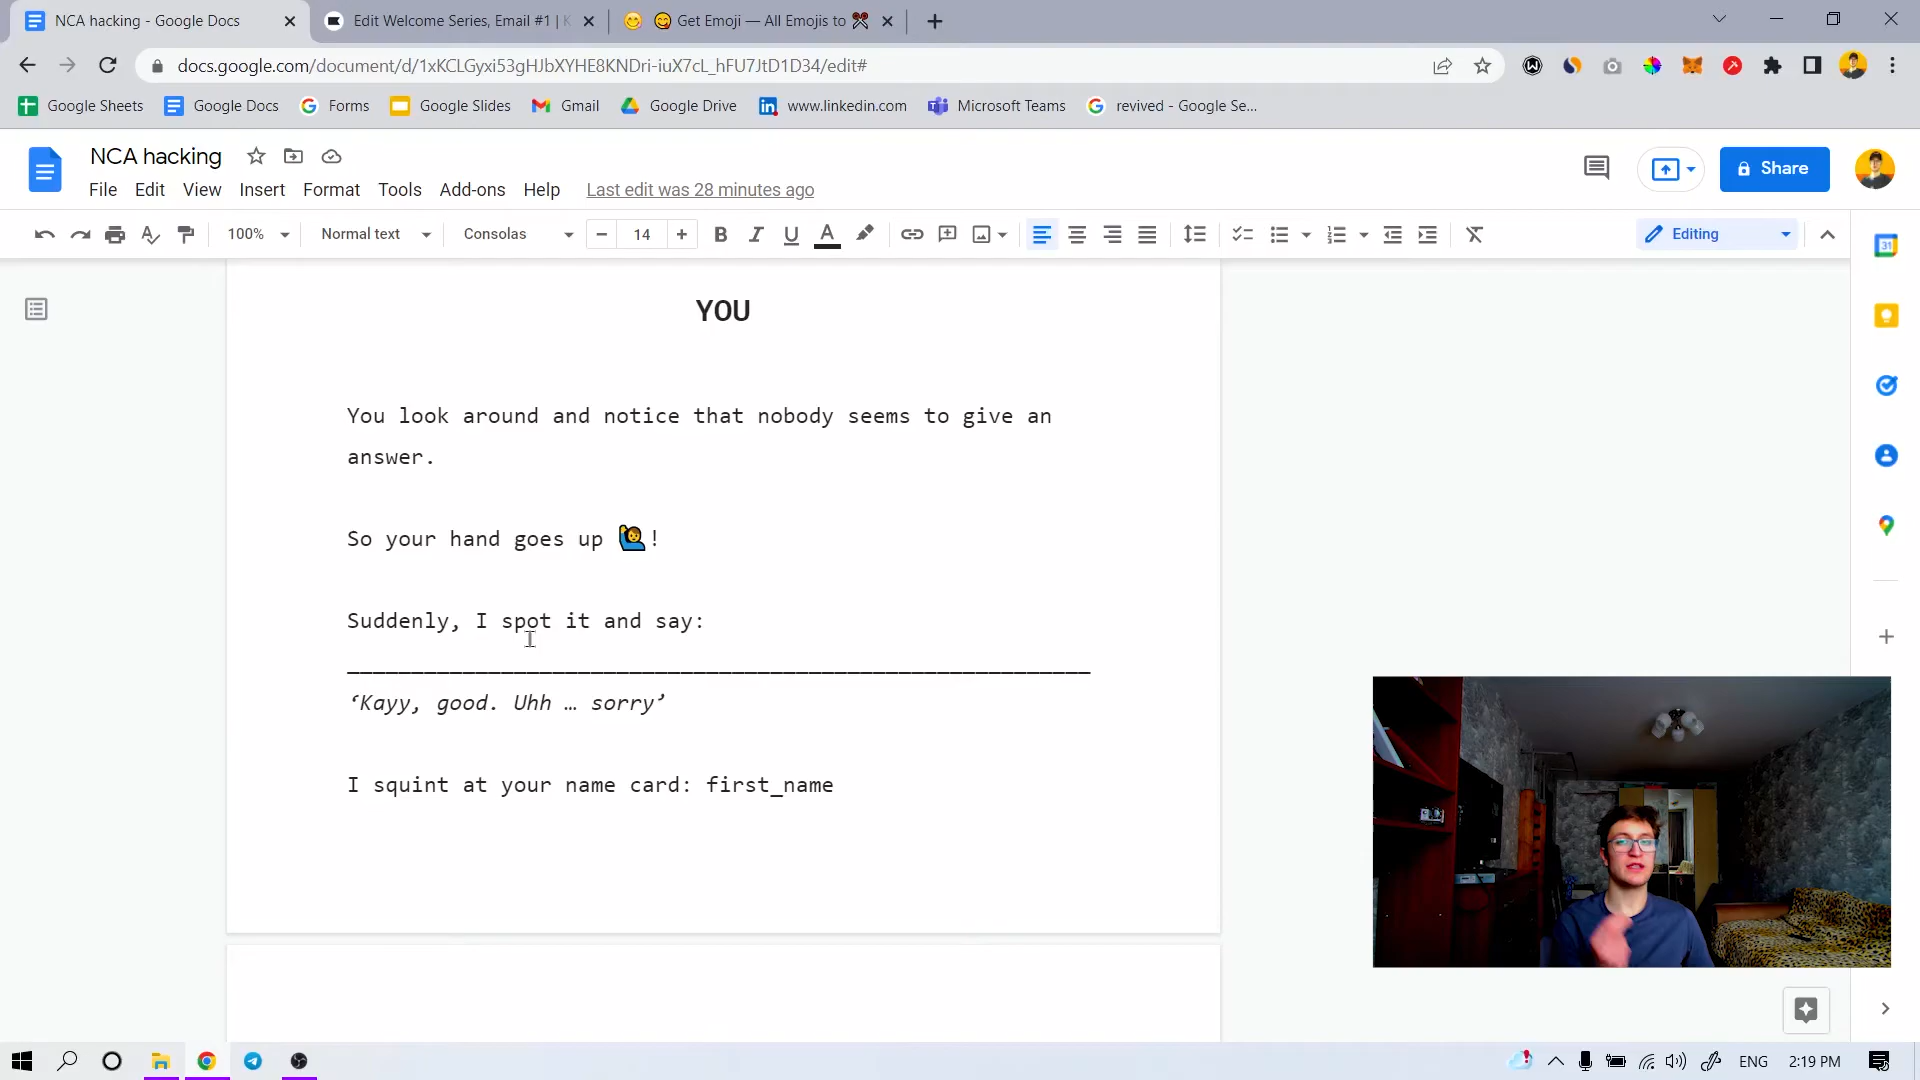 NCA hacking - Google Docs
Edit Welcome Series, Email #1 | K
Get Emoji — All Emojis to
docs.google.com/document/d/1xKCLGyxi53gHJbXYHE8KNDri-iuX7cL_hFU7JtD1D34/edit#
Google Sheets
Google Docs
Forms
Google Slides
Gmail
Google Drive
www.linkedin.com
Microsoft Teams
revived - Google Se...
NCA hacking
File Edit View Insert Format Tools Add-ons Help Last edit was 28 minutes ago
Share
100% Normal text Consolas 14 Editing
31
YOU
You look around and notice that nobody seems to give an
answer.
So your hand goes up 🙋!
Suddenly, I spot it and say:
‘Kayy, good. Uhh … sorry’
I squint at your name card: first_name
ENG 2:19 PM